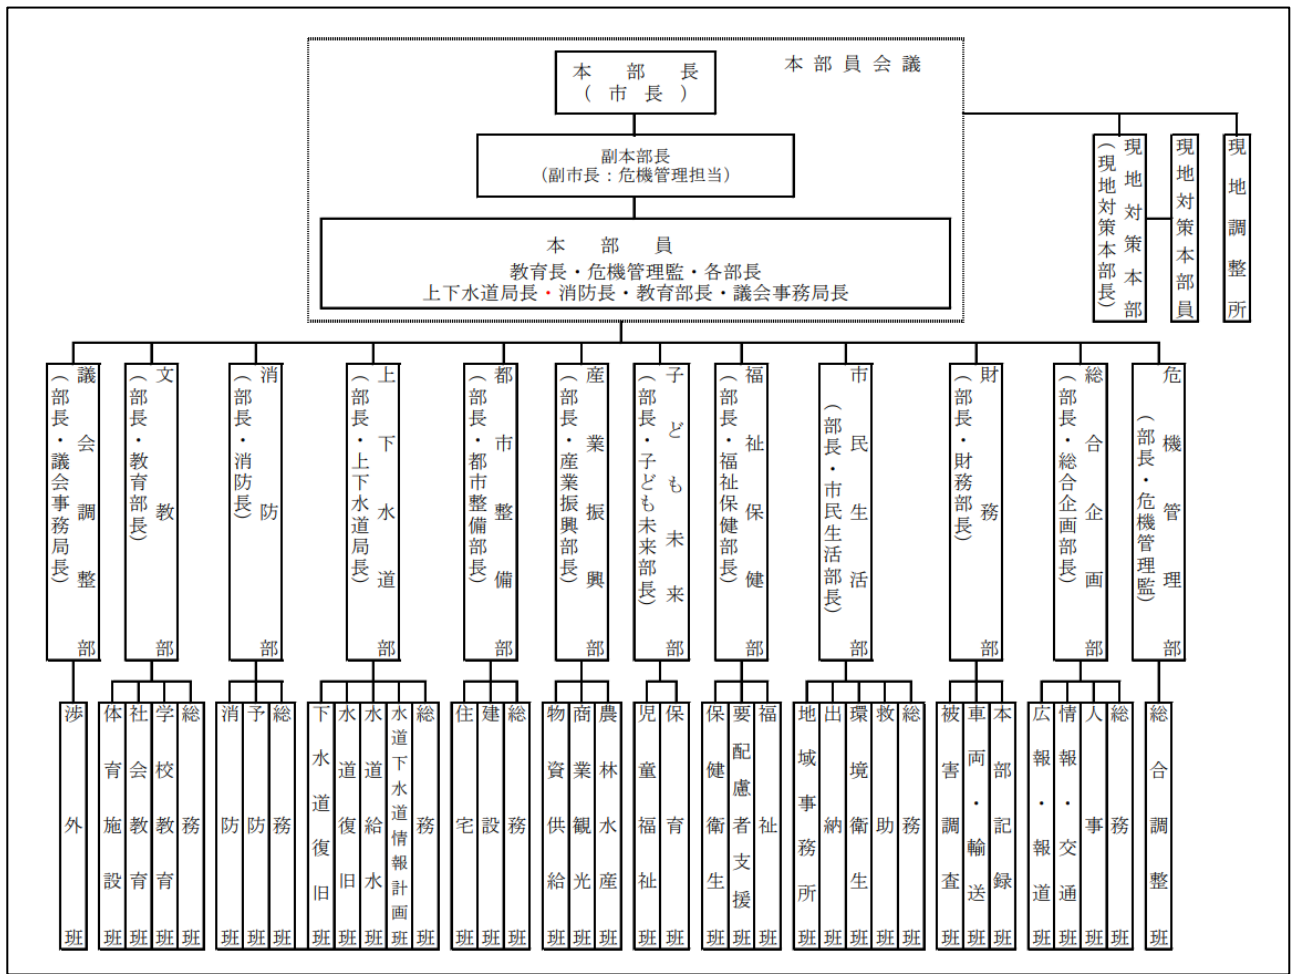 本部員会議
本部長
(市長)
副本部長
(副市長：危機管理担当)
本部員
教育長・危機管理監・各部長
上下水道局長・消防長・教育部長・議会事務局長
現地調整所
現地対策本部員
現地対策本部
(現地対策本部長)
危機管理部
(部長・危機管理監)
総合企画部
(部長・総合企画部長)
財務部
(部長・財務部長)
市民生活部
(部長・市民生活部長)
福祉保健部
(部長・福祉保健部長)
子ども未来部
(部長・子ども未来部長)
産業振興部
(部長・産業振興部長)
都市整備部
(部長・都市整備部長)
上下水道部
(部長・上下水道局長)
消防部
(部長・消防長)
文教部
(部長・教育部長)
議会調整部
(部長・議会事務局長)
総合調整班
総務班
人事班
情報・交通班
広報・報道班
本部記録班
車両・輸送班
被害調査班
総務班
救助班
環境衛生班
出納班
地域事務所班
福祉班
要配慮者支援班
保健衛生班
保育班
児童福祉班
農林水産班
商業観光班
物資供給班
総務班
建設班
住宅班
総務班
水道下水道情報計画班
水道給水班
水道復旧班
下水道復旧班
総務班
予防班
消防班
総務班
学校教育班
社会教育班
体育施設班
渉外班